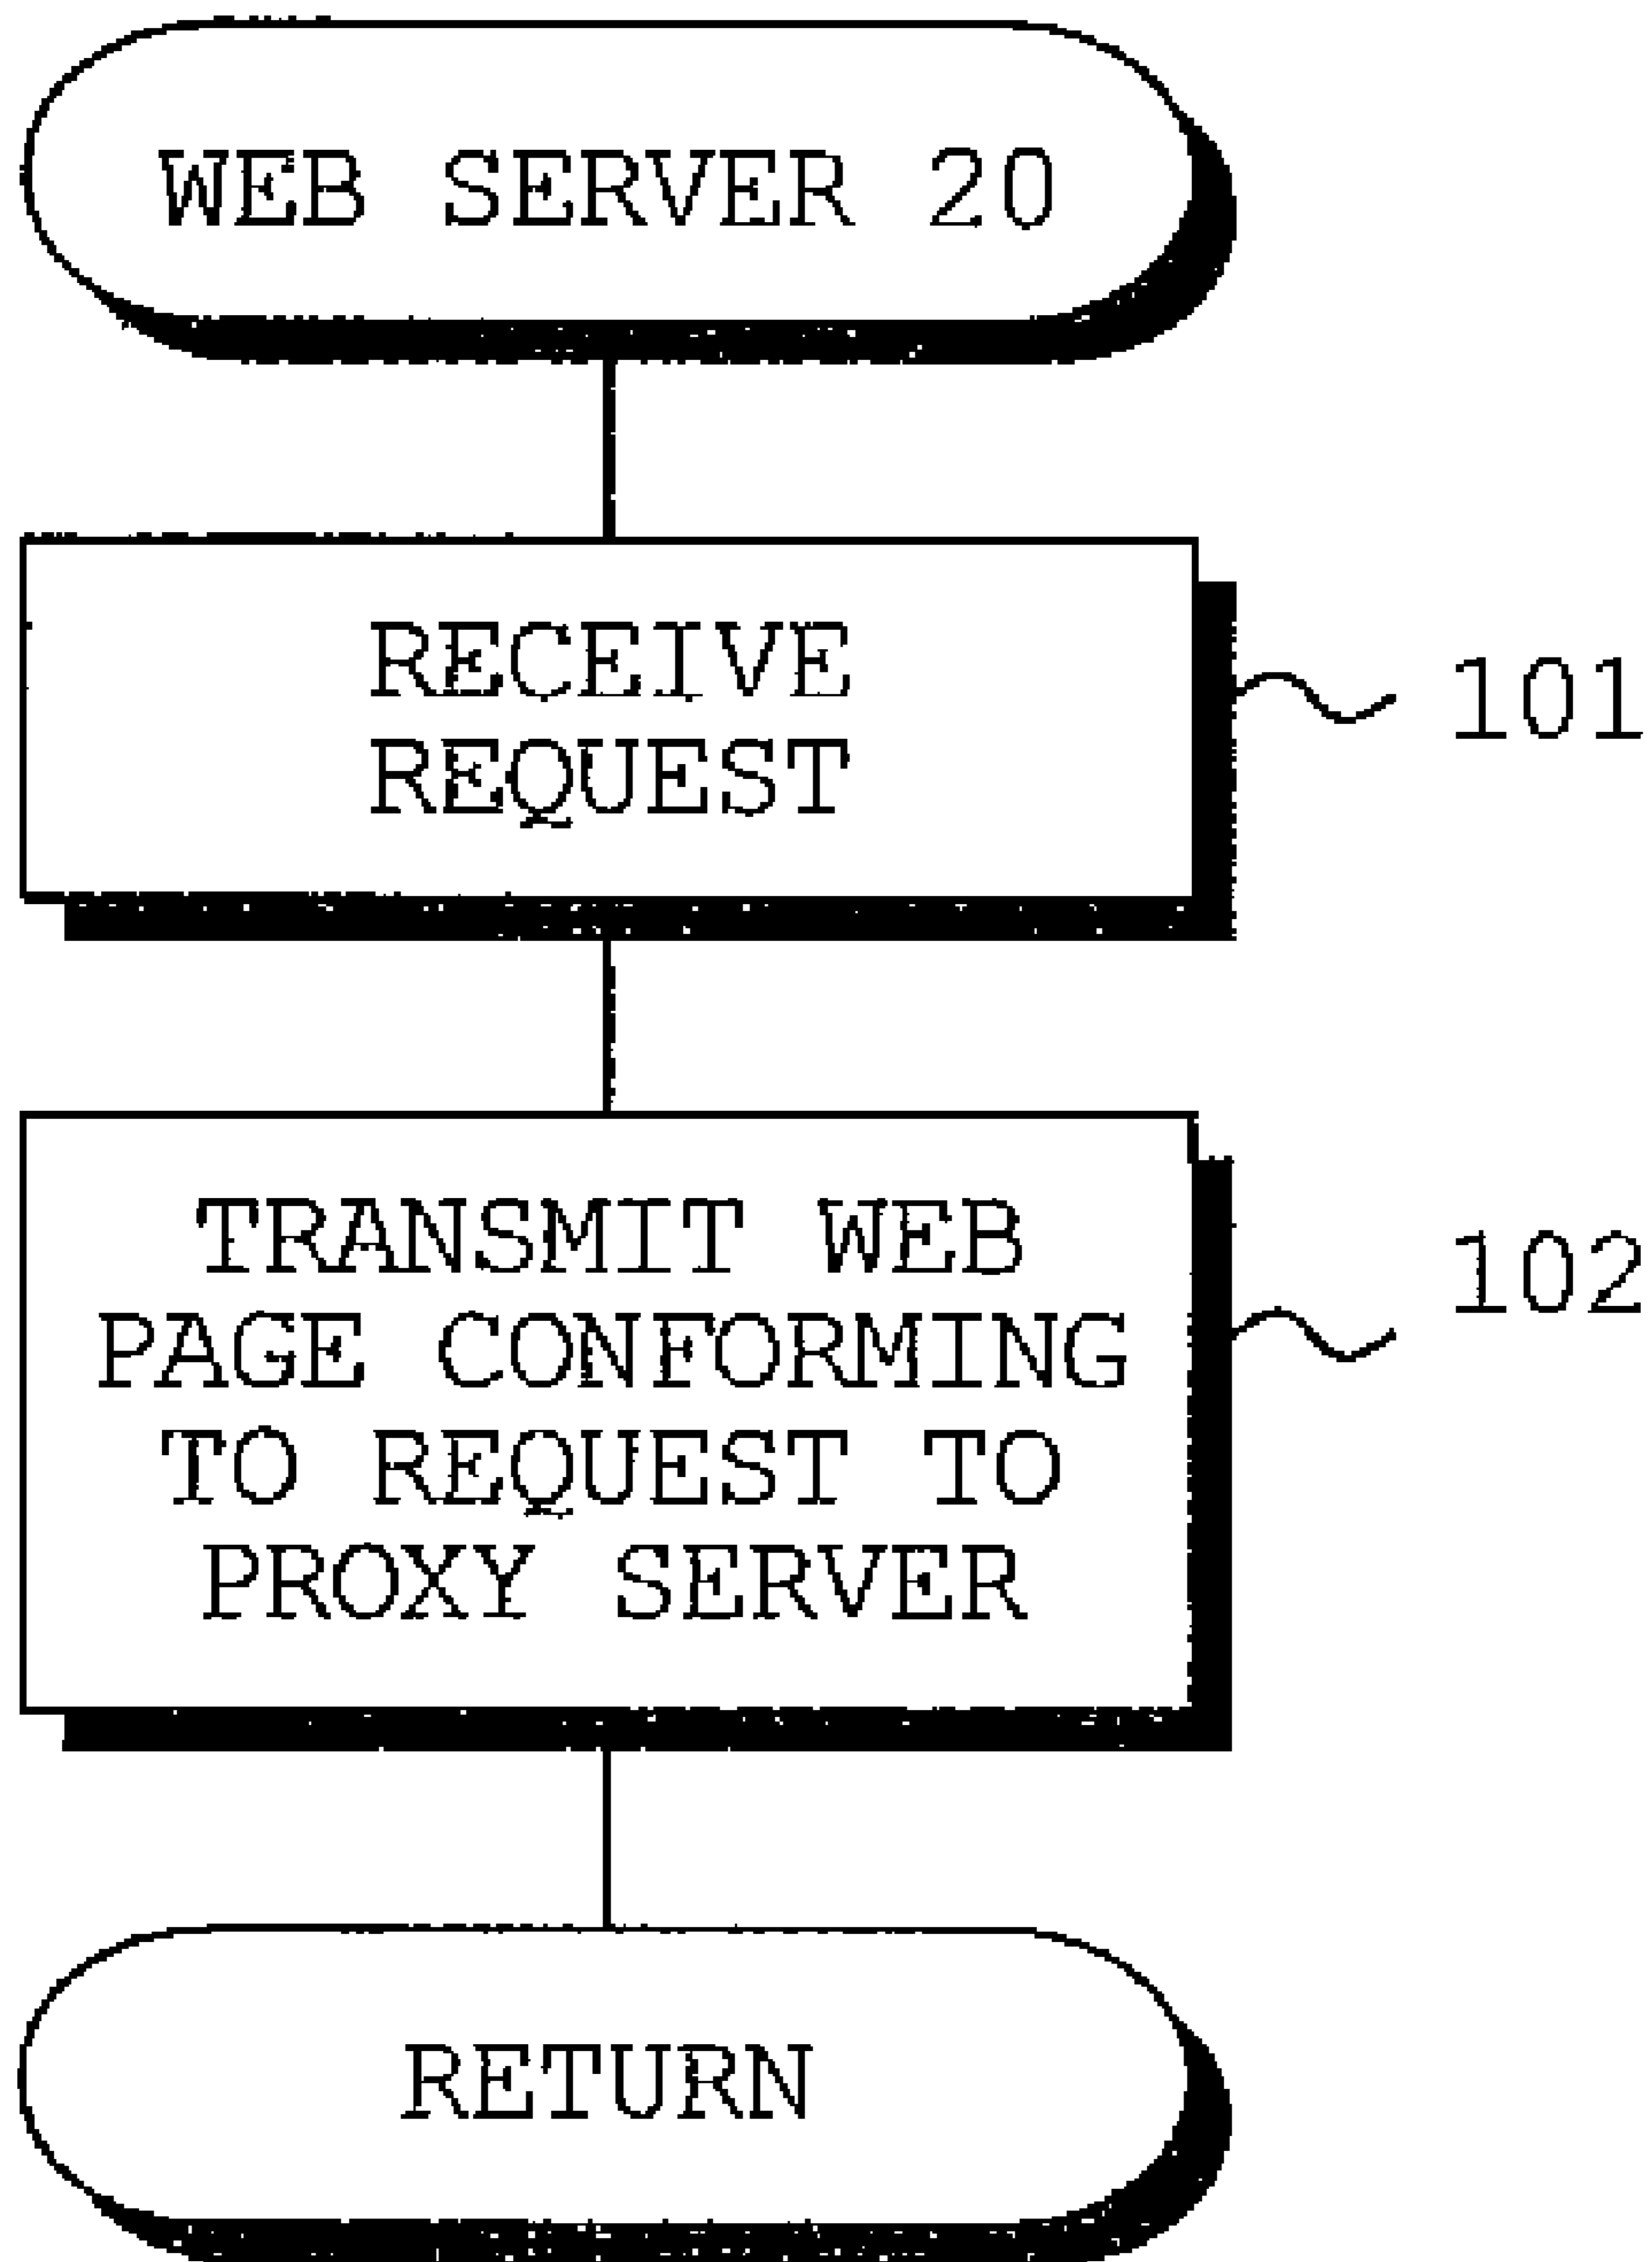 WEB SERVER 20
RECEIVE
REQUEST
101
TRANSMIT WEB
PAGE CONFORMING
TO REQUEST TO
PROXY SERVER
102
RETURN